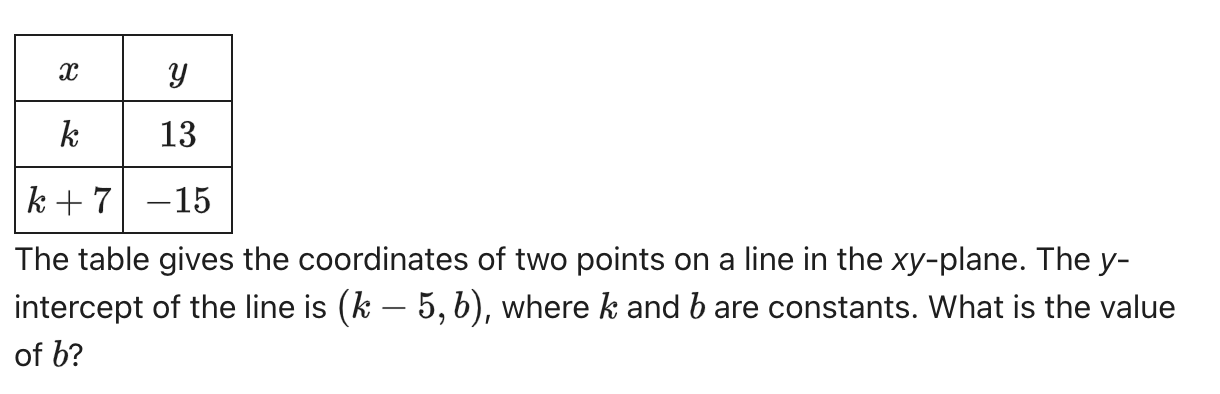 x y
k 13
k + 7 −15
The table gives the coordinates of two points on a line in the xy-plane. The y-
intercept of the line is (k − 5, b), where k and b are constants. What is the value
of b?